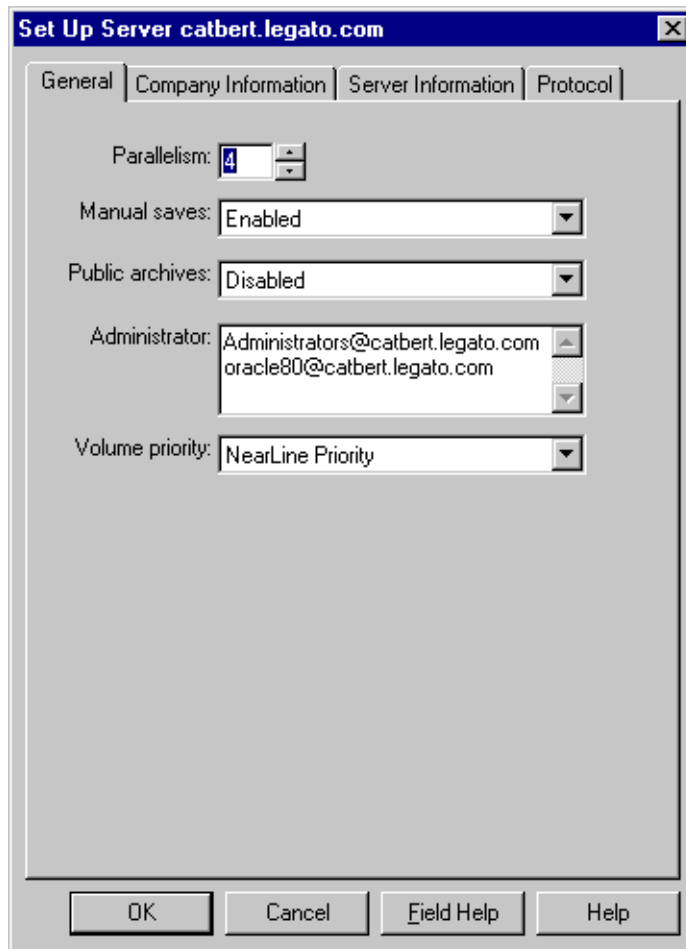 Set Up Server catbert.legato.com
General Company Information Server Information Protocol
Parallelism: 4
Manual saves: Enabled
Public archives: Disabled
Administrator: Administrators@catbert.legato.com
oracle80@catbert.legato.com
Volume priority: NearLine Priority
OK Cancel Field Help Help